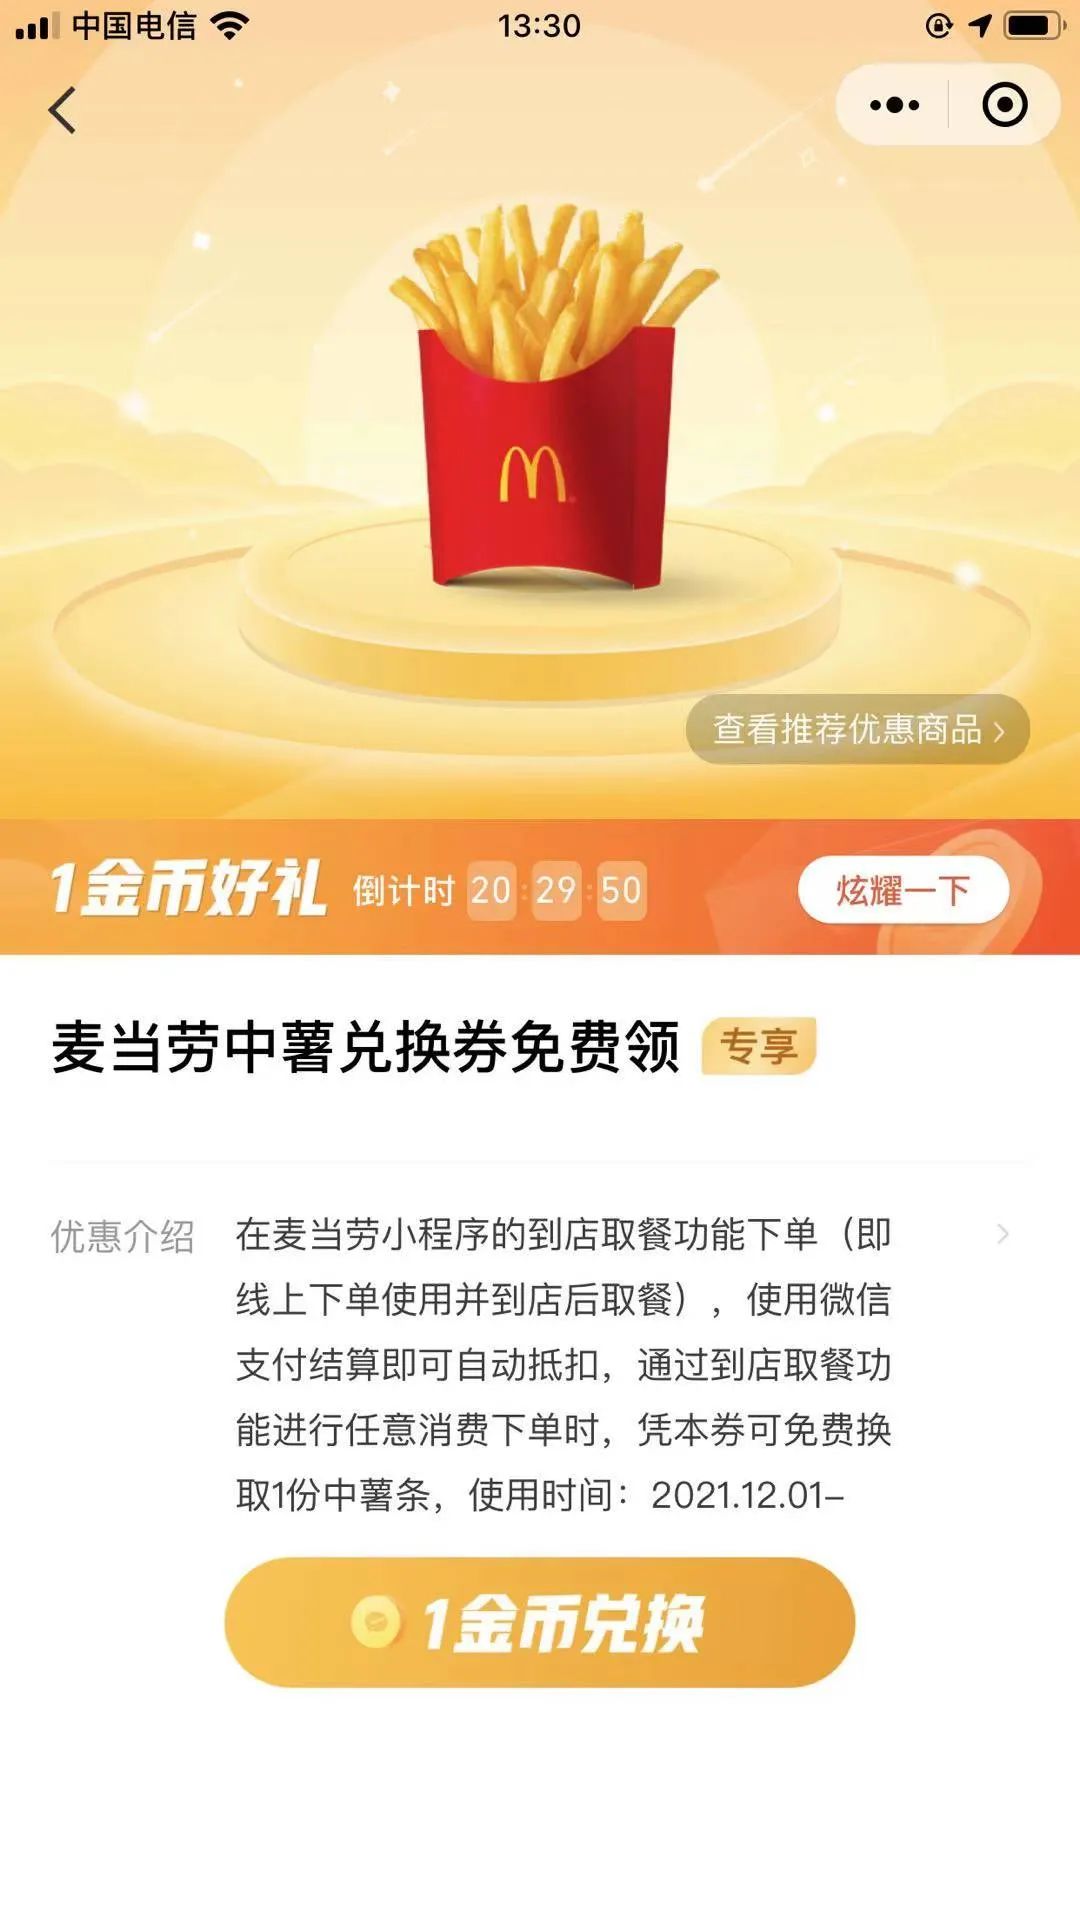 中国电信
13:30
查看推荐优惠商品 >
1金币好礼 倒计时 20:29:50 炫耀一下
麦当劳中薯兑换券免费领 专享
优惠介绍 在麦当劳小程序的到店取餐功能下单（即
线上下单使用并到店后取餐），使用微信
支付结算即可自动抵扣，通过到店取餐功
能进行任意消费下单时，凭本券可免费换
取1份中薯条，使用时间：2021.12.01-
1金币兑换